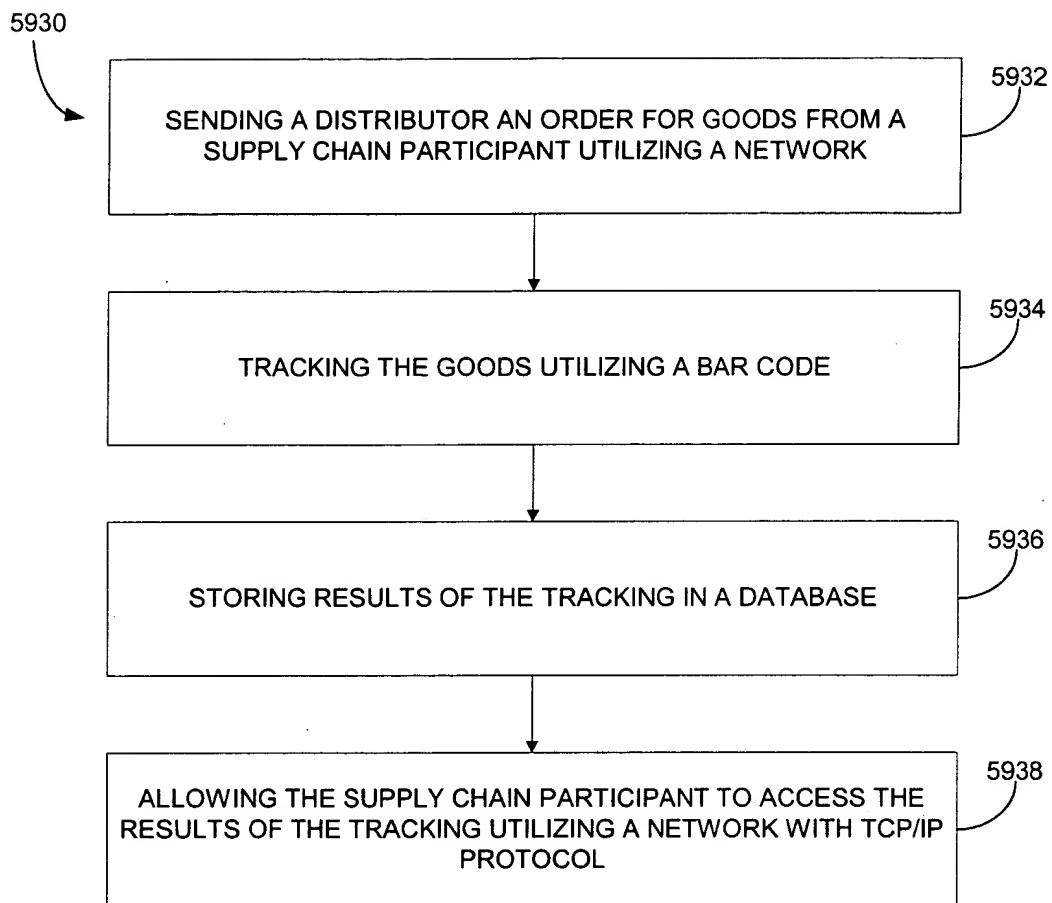 5930
5932
SENDING A DISTRIBUTOR AN ORDER FOR GOODS FROM A
SUPPLY CHAIN PARTICIPANT UTILIZING A NETWORK
5934
TRACKING THE GOODS UTILIZING A BAR CODE
5936
STORING RESULTS OF THE TRACKING IN A DATABASE
5938
ALLOWING THE SUPPLY CHAIN PARTICIPANT TO ACCESS THE
RESULTS OF THE TRACKING UTILIZING A NETWORK WITH TCP/IP
PROTOCOL